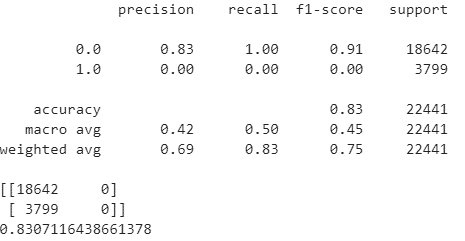 precision recall f1-score support
0.0 0.83 1.00 0.91 18642
1.0 0.00 0.00 0.00 3799
accuracy 0.83 22441
macro avg 0.42 0.50 0.45 22441
weighted avg 0.69 0.83 0.75 22441
[[18642 0]
[ 3799 0]]
0.8307116438661378